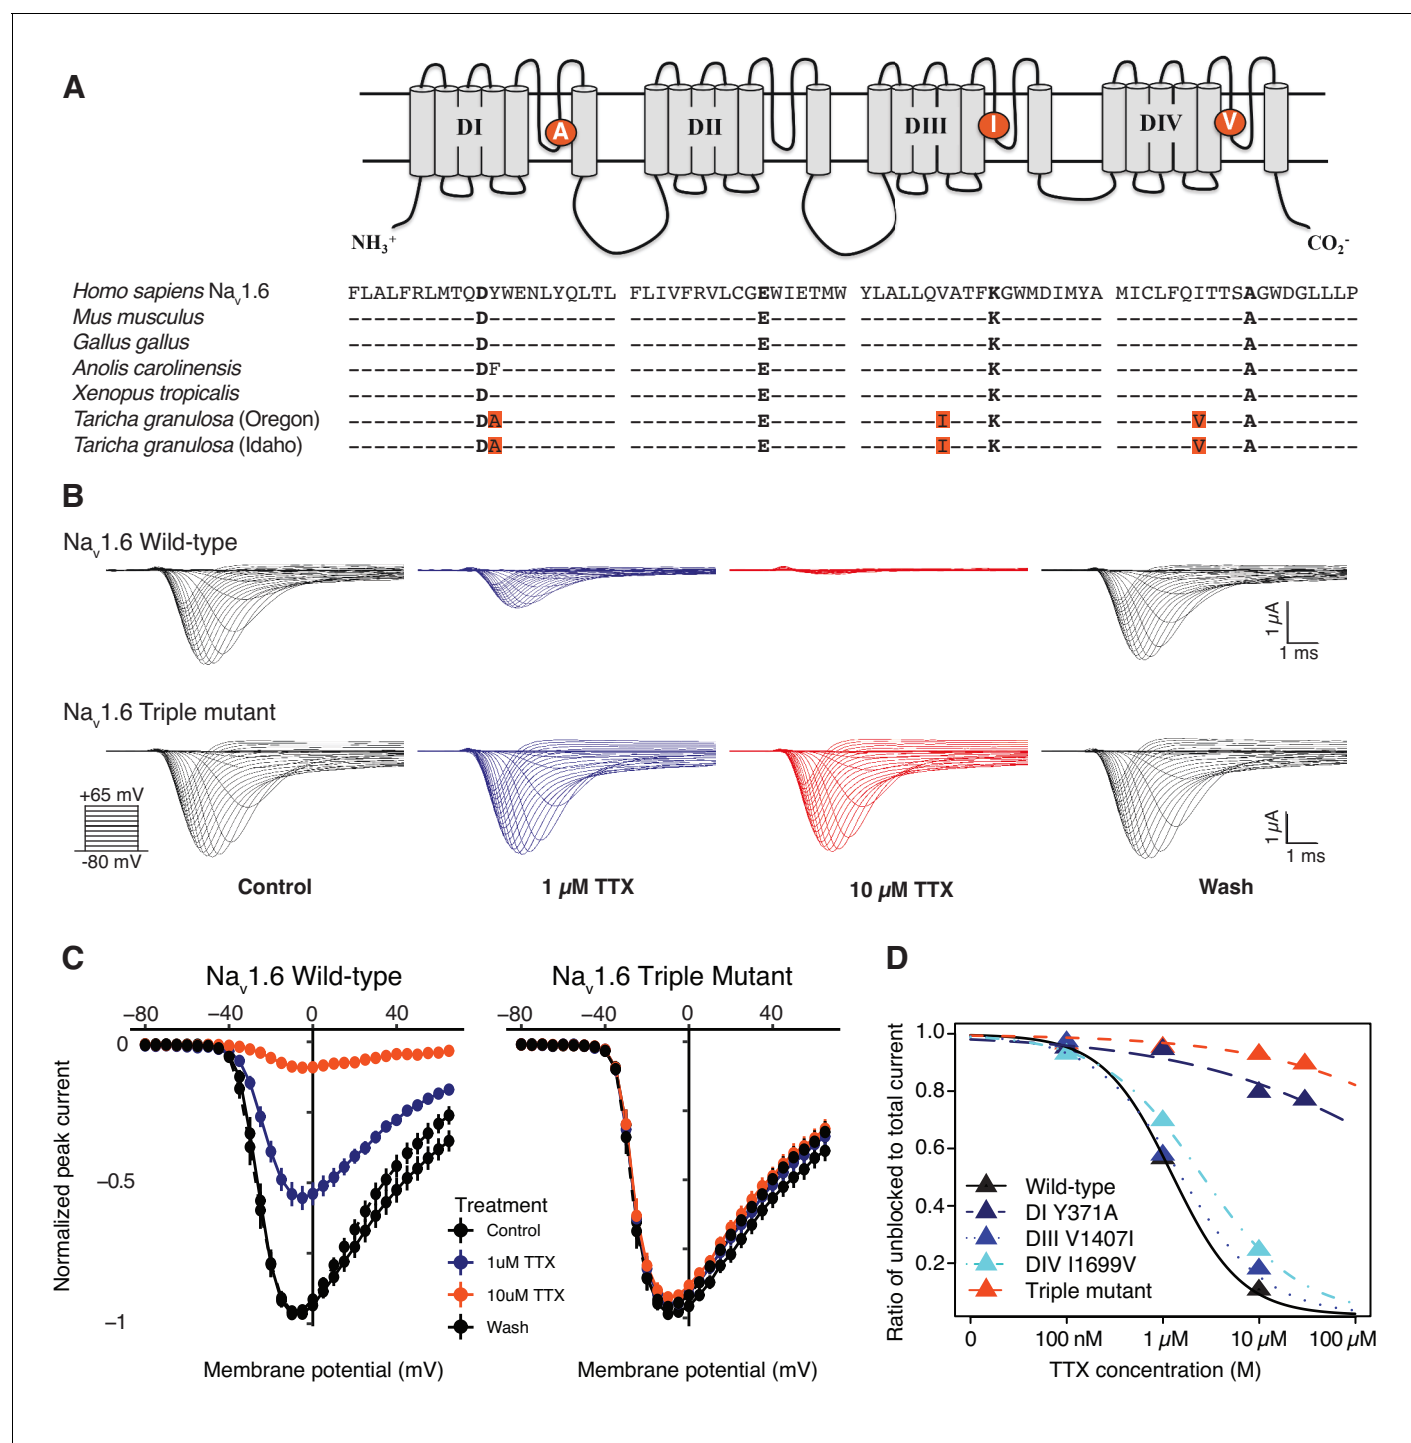 A
DI
A
DII
DIII
I
DIV
V
NH3+
CO2-
Homo sapiens Nav1.6 FLALFRLMTQDYWENLYQLTL FLIVFRVLCGEWIETMW YLALLQVATFKGWMDIMYA MICLFQITTSAGWDGLLLP
Mus musculus -----------D---------- -----------E------- -----------K--------- -----------A---------
Gallus gallus -----------D---------- -----------E------- -----------K--------- -----------A---------
Anolis carolinensis -----------DF--------- -----------E------- -----------K--------- -----------A---------
Xenopus tropicalis -----------D---------- -----------E------- -----------K--------- -----------A---------
Taricha granulosa (Oregon) -----------DA--------- -----------E------- ------I---K--------- ------V---A---------
Taricha granulosa (Idaho) -----------DA--------- -----------E------- ------I---K--------- ------V---A---------
B
Nav1.6 Wild-type
1 µA
1 ms
Nav1.6 Triple mutant
+65 mV
-80 mV
1 µA
1 ms
Control 1 µM TTX 10 µM TTX Wash
C
Nav1.6 Wild-type
−80 −40 0 40
0
−0.5
−1
Normalized peak current
Membrane potential (mV)
Treatment
Control
1uM TTX
10uM TTX
Wash
Nav1.6 Triple Mutant
−80 −40 0 40
Membrane potential (mV)
D
Ratio of unblocked to total current
1.0
0.8
0.6
0.4
0.2
Wild-type
DI Y371A
DIII V1407I
DIV I1699V
Triple mutant
0 100 nM 1 µM 10 µM 100 µM
TTX concentration (M)